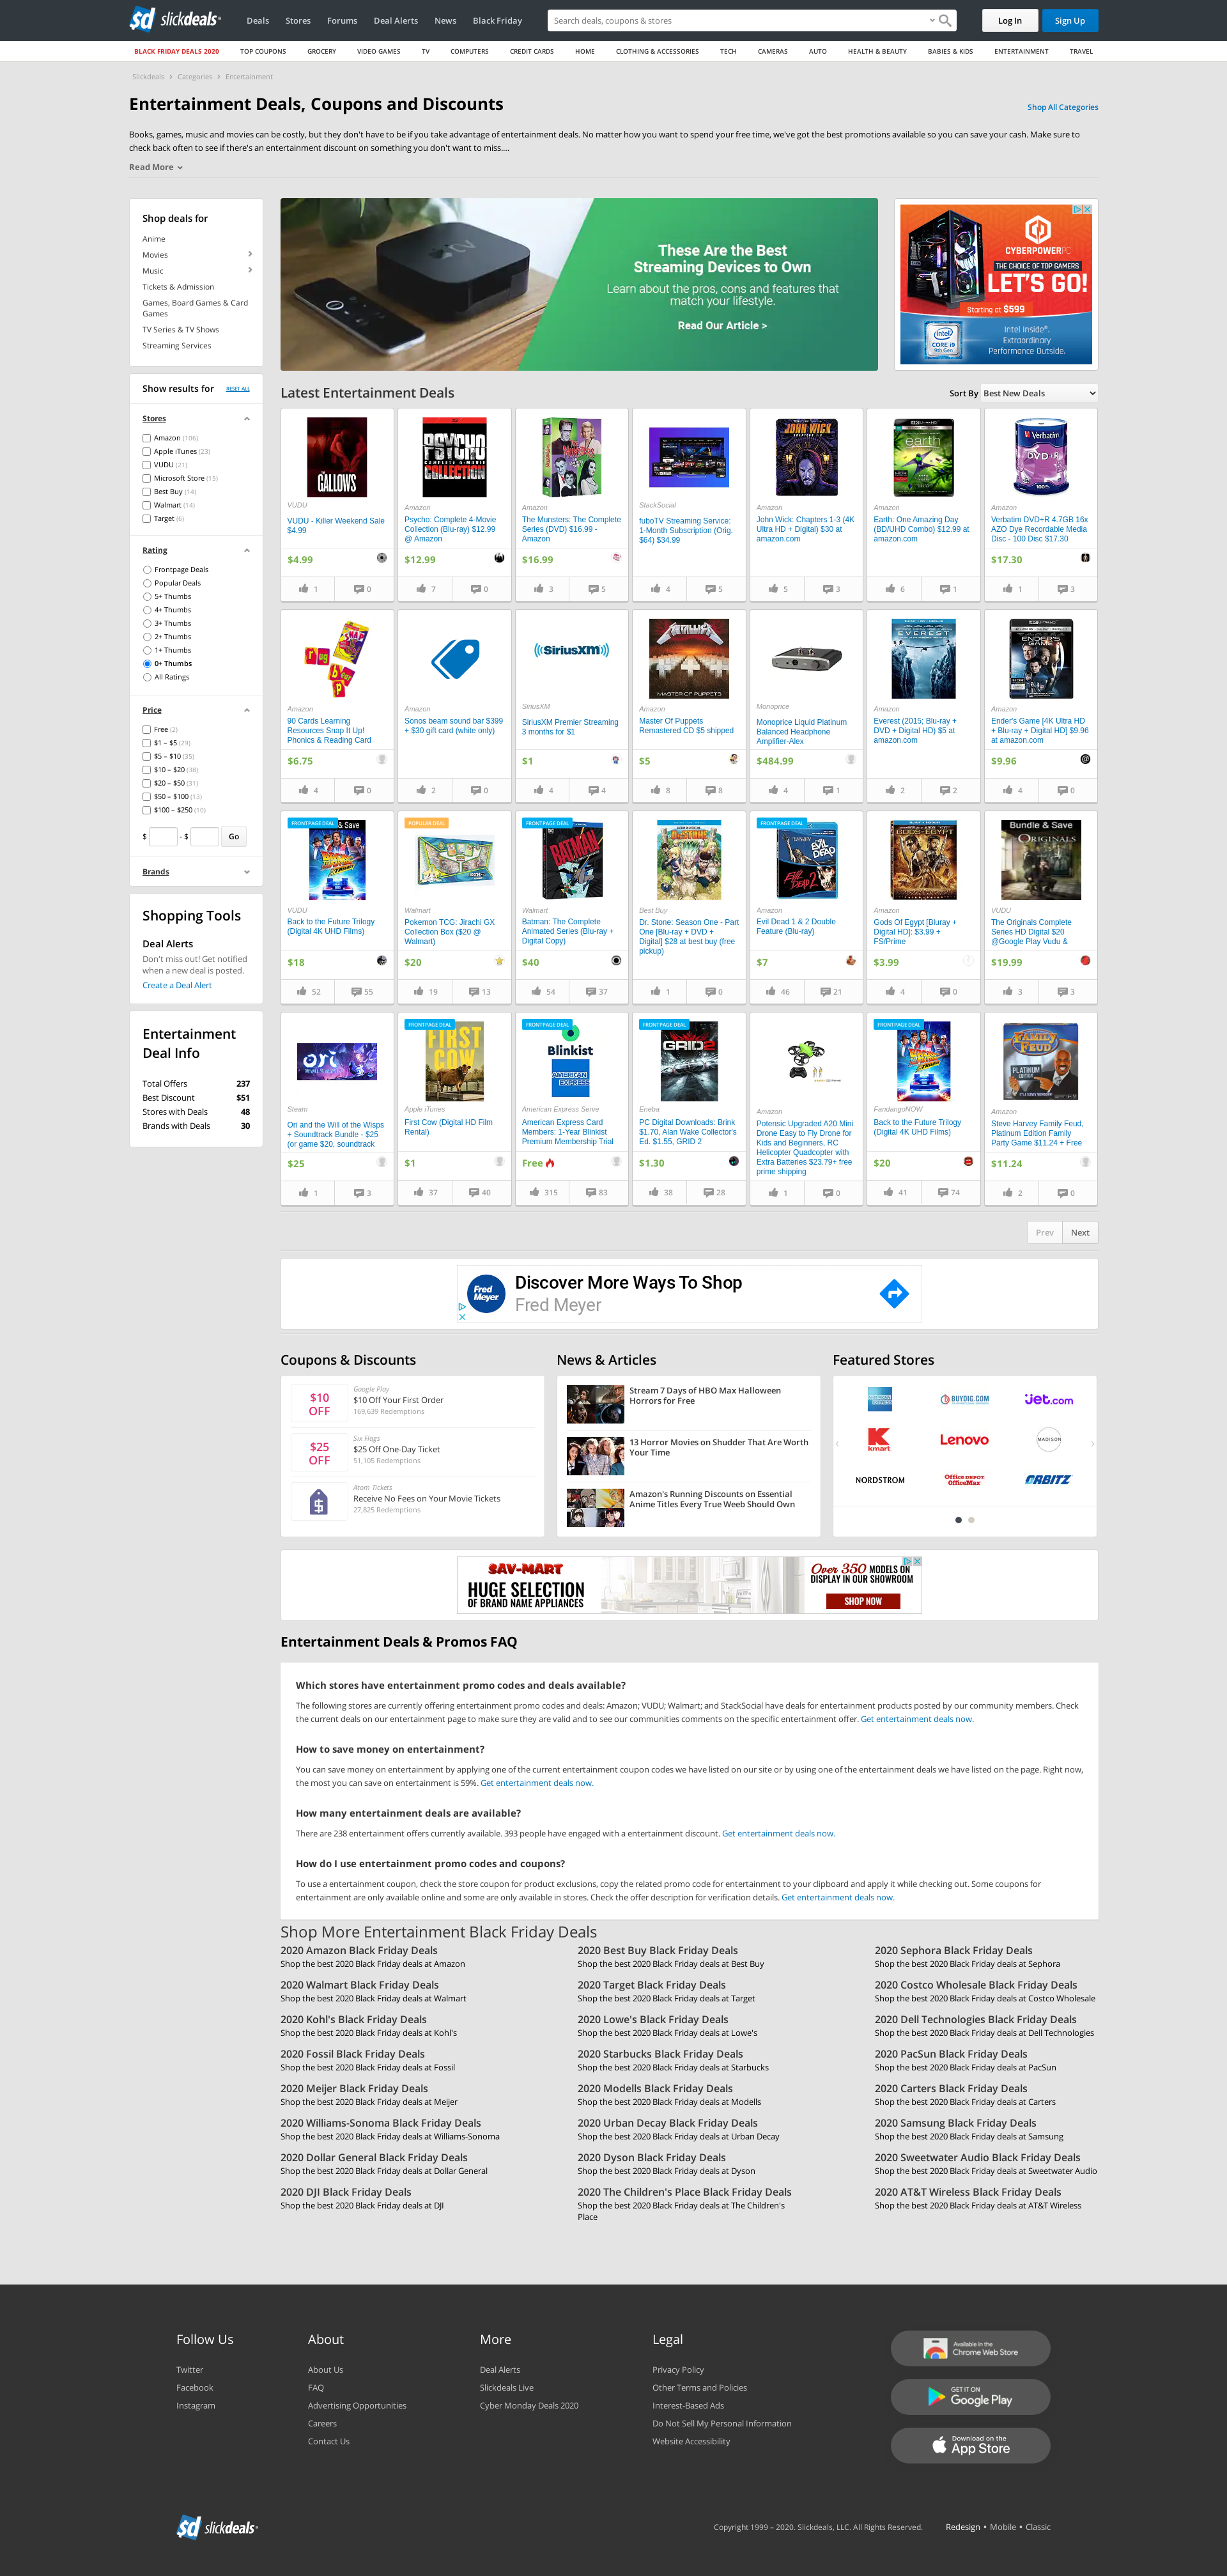 slickdeals
Deals
Stores
Forums
Deal Alerts
News
Black Friday
Search deals, coupons & stores
Log In
Sign Up
BLACK FRIDAY DEALS 2020
TOP COUPONS
GROCERY
VIDEO GAMES
TV
COMPUTERS
CREDIT CARDS
HOME
CLOTHING & ACCESSORIES
TECH
CAMERAS
AUTO
HEALTH & BEAUTY
BABIES & KIDS
ENTERTAINMENT
TRAVEL
Slickdeals › Categories › Entertainment
Entertainment Deals, Coupons and Discounts
Shop All Categories
Books, games, music and movies can be costly, but they don't have to be if you take advantage of entertainment deals. No matter how you want to spend your free time, we've got the best promotions available so you can save your cash. Make sure to
check back often to see if there's an entertainment discount on something you don't want to miss....
Read More
Shop deals for
Anime
Movies
Music
Tickets & Admission
Games, Board Games & Card
Games
TV Series & TV Shows
Streaming Services
Show results for
RESET ALL
Stores
Amazon (106)
Apple iTunes (23)
VUDU (21)
Microsoft Store (15)
Best Buy (14)
Walmart (14)
Target (6)
Rating
Frontpage Deals
Popular Deals
5+ Thumbs
4+ Thumbs
3+ Thumbs
2+ Thumbs
1+ Thumbs
0+ Thumbs
All Ratings
Price
Free (2)
$1 – $5 (29)
$5 – $10 (35)
$10 – $20 (38)
$20 – $50 (31)
$50 – $100 (13)
$100 – $250 (10)
$ - $ Go
Brands
Shopping Tools
Deal Alerts
Don't miss out! Get notified
when a new deal is posted.
Create a Deal Alert
Entertainment
Deal Info
Total Offers 237
Best Discount $51
Stores with Deals 48
Brands with Deals 30
tv
These Are the Best
Streaming Devices to Own
Learn about the pros, cons and features that
match your lifestyle.
Read Our Article >
CYBERPOWERPC
THE CHOICE OF TOP GAMERS
LET'S GO!
Starting at $599
intel
CORE i9
9th Gen
Intel Inside®.
Extraordinary
Performance Outside.
Latest Entertainment Deals
Sort By Best New Deals
GALLOWS
VUDU
VUDU - Killer Weekend Sale
$4.99
$4.99
1 0
PSYCHO
COMPLETE 4-MOVIE
COLLECTION
Amazon
Psycho: Complete 4-Movie
Collection (Blu-ray) $12.99
@ Amazon
$12.99
7 0
Amazon
The Munsters: The Complete
Series (DVD) $16.99 -
Amazon
$16.99
3 5
StackSocial
fuboTV Streaming Service:
1-Month Subscription (Orig.
$64) $34.99
4 5
JOHN WICK
Amazon
John Wick: Chapters 1-3 (4K
Ultra HD + Digital) $30 at
amazon.com
5 3
earth
Amazon
Earth: One Amazing Day
(BD/UHD Combo) $12.99 at
amazon.com
6 1
Verbatim
DVD+R
100
Amazon
Verbatim DVD+R 4.7GB 16x
AZO Dye Recordable Media
Disc - 100 Disc $17.30
$17.30
1 3
SNAP
Amazon
90 Cards Learning
Resources Snap It Up!
Phonics & Reading Card
$6.75
4 0
Amazon
Sonos beam sound bar $399
+ $30 gift card (white only)
2 0
SiriusXM
SiriusXM
SiriusXM Premier Streaming
3 months for $1
$1
4 4
METALLICA
MASTER OF PUPPETS
Amazon
Master Of Puppets
Remastered CD $5 shipped
$5
8 8
Monoprice
Monoprice Liquid Platinum
Balanced Headphone
Amplifier-Alex
$484.99
4 1
EVEREST
Amazon
Everest (2015; Blu-ray +
DVD + Digital HD) $5 at
amazon.com
2 2
ENDER'S GAME
Amazon
Ender's Game [4K Ultra HD
+ Blu-ray + Digital HD] $9.96
at amazon.com
$9.96
4 0
FRONTPAGE DEAL
& Save
VUDU
Back to the Future Trilogy
(Digital 4K UHD Films)
$18
52 55
POPULAR DEAL
Walmart
Pokemon TCG: Jirachi GX
Collection Box ($20 @
Walmart)
$20
19 13
FRONTPAGE DEAL
BATMAN
Walmart
Batman: The Complete
Animated Series (Blu-ray +
Digital Copy)
$40
54 37
Dr.STONE
Best Buy
Dr. Stone: Season One - Part
One [Blu-ray + DVD +
Digital] $28 at best buy (free
pickup)
1 0
FRONTPAGE DEAL
EVIL DEAD
EVIL DEAD 2
Amazon
Evil Dead 1 & 2 Double
Feature (Blu-ray)
$7
46 21
GODS OF EGYPT
Amazon
Gods Of Egypt [Bluray +
Digital HD]: $3.99 +
FS/Prime
$3.99
4 0
Bundle & Save
ORIGINALS
VUDU
The Originals Complete
Series HD Digital $20
@Google Play Vudu &
$19.99
3 3
ori
Steam
Ori and the Will of the Wisps
+ Soundtrack Bundle - $25
(or game $20, soundtrack
$25
1 3
FRONTPAGE DEAL
FIRST COW
Apple iTunes
First Cow (Digital HD Film
Rental)
$1
37 40
FRONTPAGE DEAL
Blinkist
AMERICAN EXPRESS
American Express Serve
American Express Card
Members: 1-Year Blinkist
Premium Membership Trial
Free
315 83
FRONTPAGE DEAL
GRID 2
Eneba
PC Digital Downloads: Brink
$1.70, Alan Wake Collector's
Ed. $1.55, GRID 2
$1.30
38 28
Amazon
Potensic Upgraded A20 Mini
Drone Easy to Fly Drone for
Kids and Beginners, RC
Helicopter Quadcopter with
Extra Batteries $23.79+ free
prime shipping
1 0
FRONTPAGE DEAL
FandangoNOW
Back to the Future Trilogy
(Digital 4K UHD Films)
$20
41 74
FAMILY FEUD
PLATINUM EDITION
Amazon
Steve Harvey Family Feud,
Platinum Edition Family
Party Game $11.24 + Free
$11.24
2 0
Prev Next
Fred Meyer
Discover More Ways To Shop
Fred Meyer
Coupons & Discounts
$10
OFF
Google Play
$10 Off Your First Order
169,639 Redemptions
$25
OFF
Six Flags
$25 Off One-Day Ticket
51,105 Redemptions
Atom Tickets
Receive No Fees on Your Movie Tickets
27,825 Redemptions
News & Articles
Stream 7 Days of HBO Max Halloween
Horrors for Free
13 Horror Movies on Shudder That Are Worth
Your Time
Amazon's Running Discounts on Essential
Anime Titles Every True Weeb Should Own
Featured Stores
AMERICAN EXPRESS
BUYDIG.COM
jet.com
kmart
Lenovo
MADISON
NORDSTROM
Office DEPOT
OfficeMax
ORBITZ
SAV-MART
HUGE SELECTION
OF BRAND NAME APPLIANCES
Over 350 MODELS ON
DISPLAY IN OUR SHOWROOM
SHOP NOW
Entertainment Deals & Promos FAQ
Which stores have entertainment promo codes and deals available?
The following stores are currently offering entertainment promo codes and deals: Amazon; VUDU; Walmart; and StackSocial have deals for entertainment products posted by our community members. Check
the current deals on our entertainment page to make sure they are valid and to see our communities comments on the specific entertainment offer. Get entertainment deals now.
How to save money on entertainment?
You can save money on entertainment by applying one of the current entertainment coupon codes we have listed on our site or by using one of the entertainment deals we have listed on the page. Right now,
the most you can save on entertainment is 59%. Get entertainment deals now.
How many entertainment deals are available?
There are 238 entertainment offers currently available. 393 people have engaged with a entertainment discount. Get entertainment deals now.
How do I use entertainment promo codes and coupons?
To use a entertainment coupon, check the store coupon for product exclusions, copy the related promo code for entertainment to your clipboard and apply it while checking out. Some coupons for
entertainment are only available online and some are only available in stores. Check the offer description for verification details. Get entertainment deals now.
Shop More Entertainment Black Friday Deals
2020 Amazon Black Friday Deals
Shop the best 2020 Black Friday deals at Amazon
2020 Best Buy Black Friday Deals
Shop the best 2020 Black Friday deals at Best Buy
2020 Sephora Black Friday Deals
Shop the best 2020 Black Friday deals at Sephora
2020 Walmart Black Friday Deals
Shop the best 2020 Black Friday deals at Walmart
2020 Target Black Friday Deals
Shop the best 2020 Black Friday deals at Target
2020 Costco Wholesale Black Friday Deals
Shop the best 2020 Black Friday deals at Costco Wholesale
2020 Kohl's Black Friday Deals
Shop the best 2020 Black Friday deals at Kohl's
2020 Lowe's Black Friday Deals
Shop the best 2020 Black Friday deals at Lowe's
2020 Dell Technologies Black Friday Deals
Shop the best 2020 Black Friday deals at Dell Technologies
2020 Fossil Black Friday Deals
Shop the best 2020 Black Friday deals at Fossil
2020 Starbucks Black Friday Deals
Shop the best 2020 Black Friday deals at Starbucks
2020 PacSun Black Friday Deals
Shop the best 2020 Black Friday deals at PacSun
2020 Meijer Black Friday Deals
Shop the best 2020 Black Friday deals at Meijer
2020 Modells Black Friday Deals
Shop the best 2020 Black Friday deals at Modells
2020 Carters Black Friday Deals
Shop the best 2020 Black Friday deals at Carters
2020 Williams-Sonoma Black Friday Deals
Shop the best 2020 Black Friday deals at Williams-Sonoma
2020 Urban Decay Black Friday Deals
Shop the best 2020 Black Friday deals at Urban Decay
2020 Samsung Black Friday Deals
Shop the best 2020 Black Friday deals at Samsung
2020 Dollar General Black Friday Deals
Shop the best 2020 Black Friday deals at Dollar General
2020 Dyson Black Friday Deals
Shop the best 2020 Black Friday deals at Dyson
2020 Sweetwater Audio Black Friday Deals
Shop the best 2020 Black Friday deals at Sweetwater Audio
2020 DJI Black Friday Deals
Shop the best 2020 Black Friday deals at DJI
2020 The Children's Place Black Friday Deals
Shop the best 2020 Black Friday deals at The Children's
Place
2020 AT&T Wireless Black Friday Deals
Shop the best 2020 Black Friday deals at AT&T Wireless
Follow Us
Twitter
Facebook
Instagram
About
About Us
FAQ
Advertising Opportunities
Careers
Contact Us
More
Deal Alerts
Slickdeals Live
Cyber Monday Deals 2020
Legal
Privacy Policy
Other Terms and Policies
Interest-Based Ads
Do Not Sell My Personal Information
Website Accessibility
Available in the
Chrome Web Store
GET IT ON
Google Play
Download on the
App Store
slickdeals
Copyright 1999 – 2020. Slickdeals, LLC. All Rights Reserved.
Redesign • Mobile • Classic